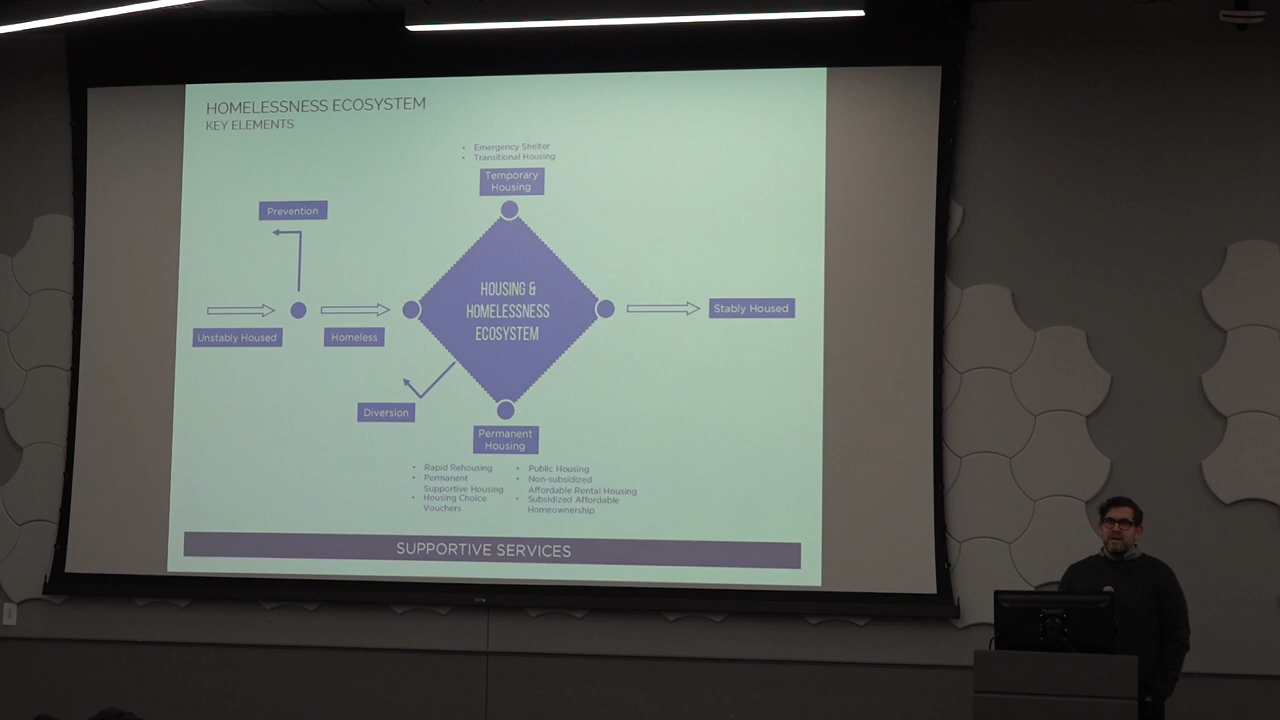 HOMELESSNESS ECOSYSTEM
KEY ELEMENTS
• Emergency Shelter
• Transitional Housing
Temporary
Housing
Prevention
HOUSING &
HOMELESSNESS
ECOSYSTEM
Unstably Housed
Homeless
Stably Housed
Diversion
Permanent
Housing
• Rapid Rehousing
• Permanent
Supportive Housing
• Housing Choice
Vouchers
• Public Housing
• Non-subsidized
Affordable Rental Housing
• Subsidized Affordable
Homeownership
SUPPORTIVE SERVICES